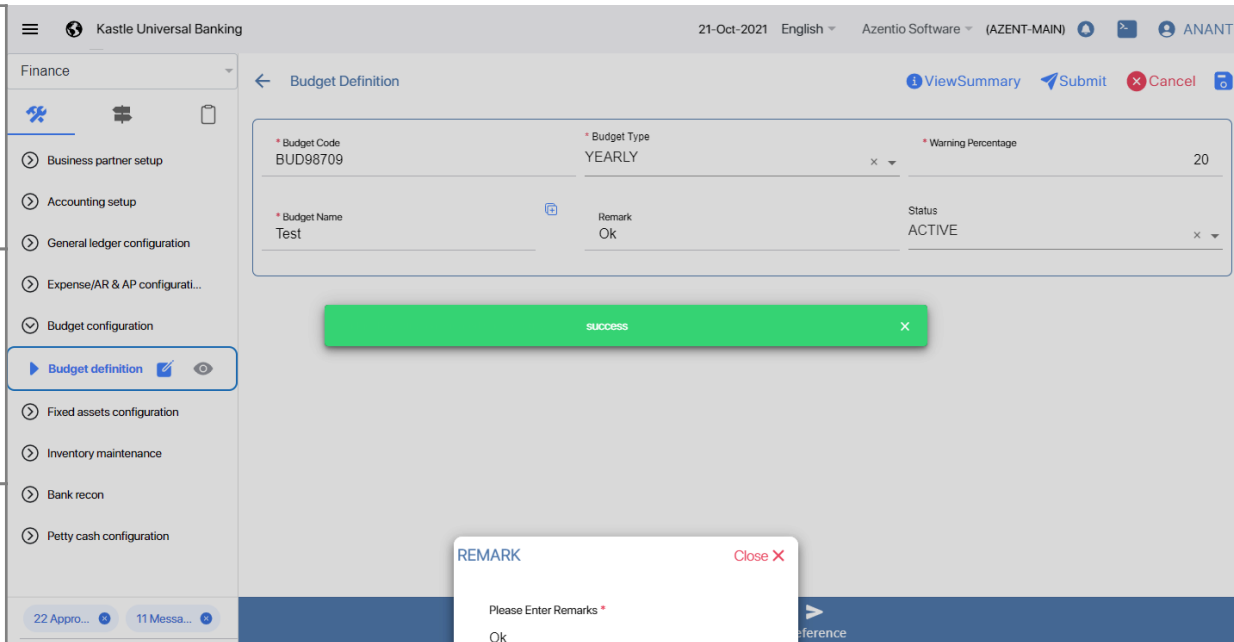 Kastle Universal Banking
21-Oct-2021 English Azentio Software (AZENT-MAIN) ANANT
Finance
Budget Definition
ViewSummary Submit Cancel
* Budget Code
BUD98709
* Budget Type
YEARLY
* Warning Percentage
20
* Budget Name
Test
Remark
Ok
Status
ACTIVE
Business partner setup
Accounting setup
General ledger configuration
Expense/AR & AP configurati...
Budget configuration
Budget definition
Fixed assets configuration
Inventory maintenance
Bank recon
Petty cash configuration
22 Appro... 11 Messa...
success
REMARK Close
Please Enter Remarks *
Ok
eference